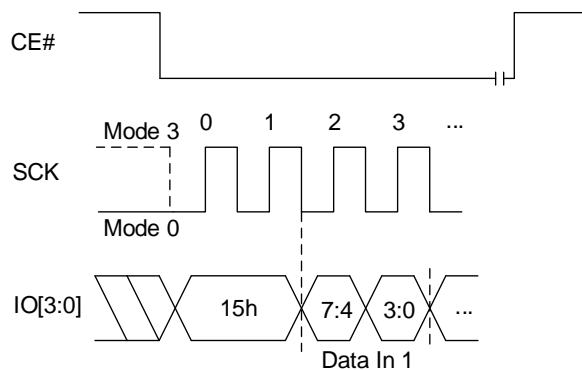 CE#
0 1 2 3 ...
Mode 3
SCK
Mode 0
IO[3:0] 15h 7:4 3:0 ...
Data In 1